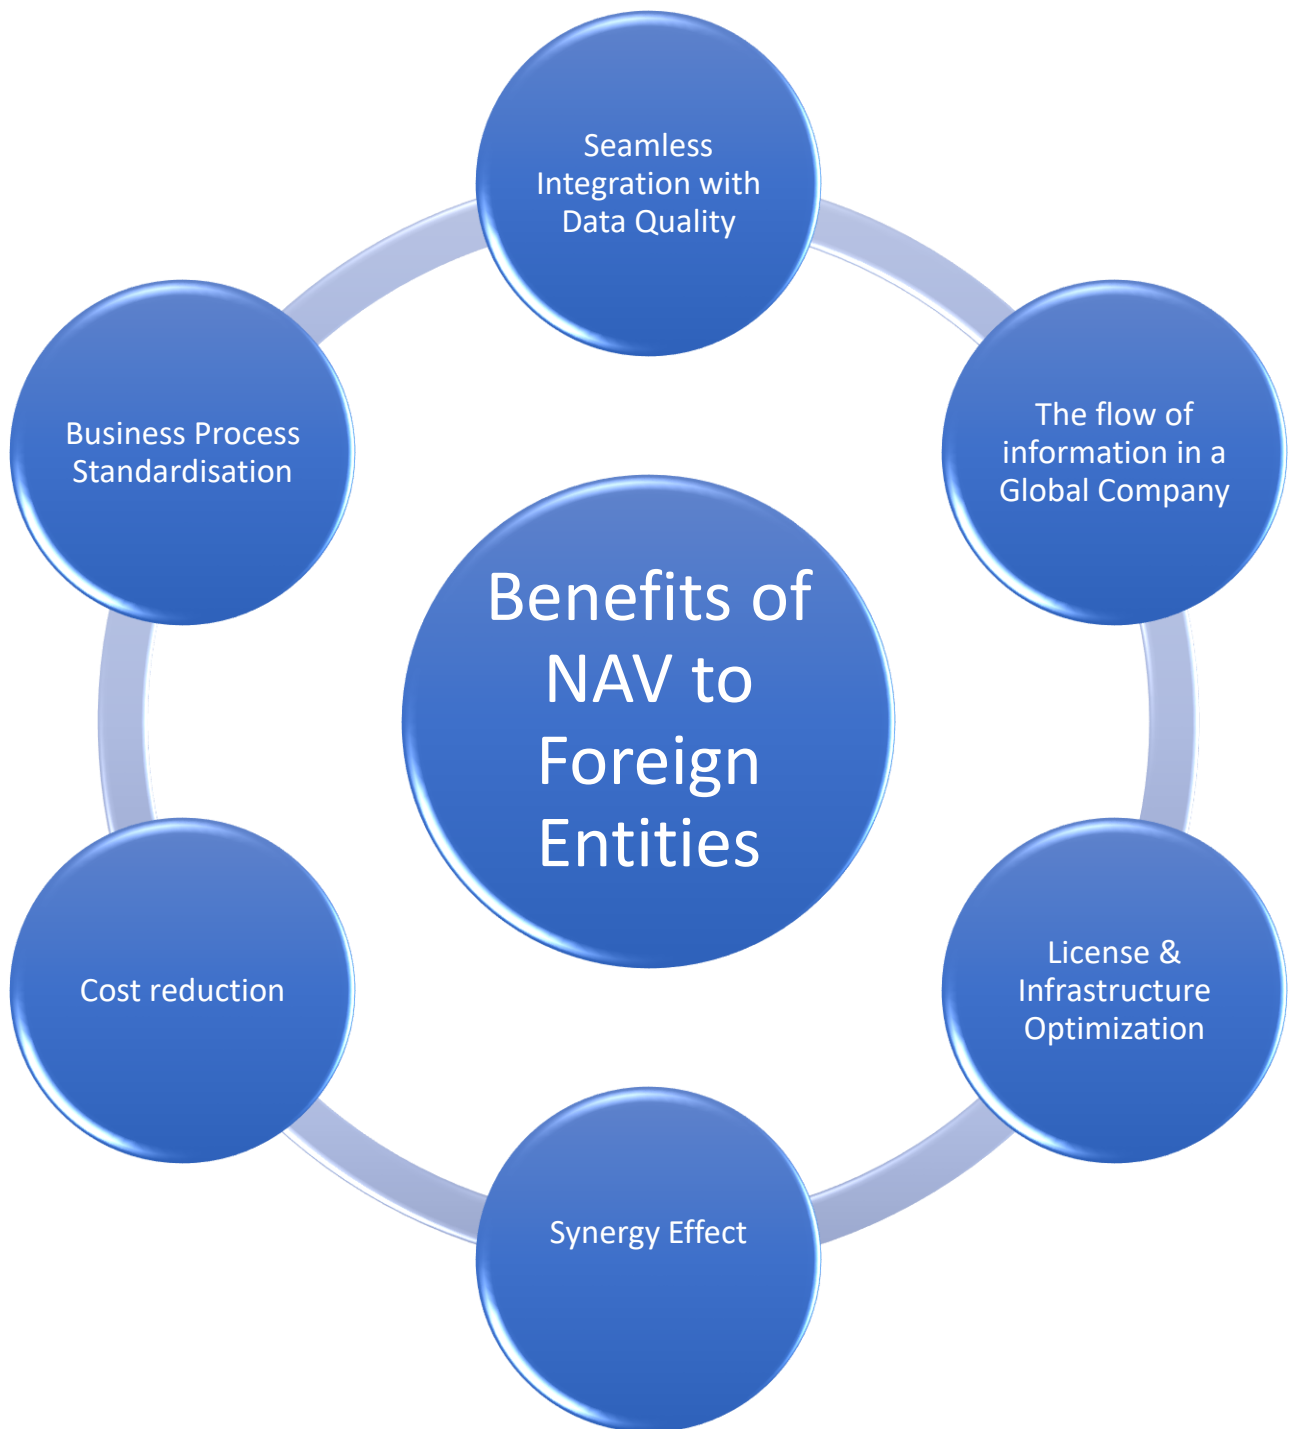 Seamless
Integration with
Data Quality
The flow of
information in a
Global Company
Business Process
Standardisation
Benefits of
NAV to
Foreign
Entities
License &
Infrastructure
Optimization
Cost reduction
Synergy Effect